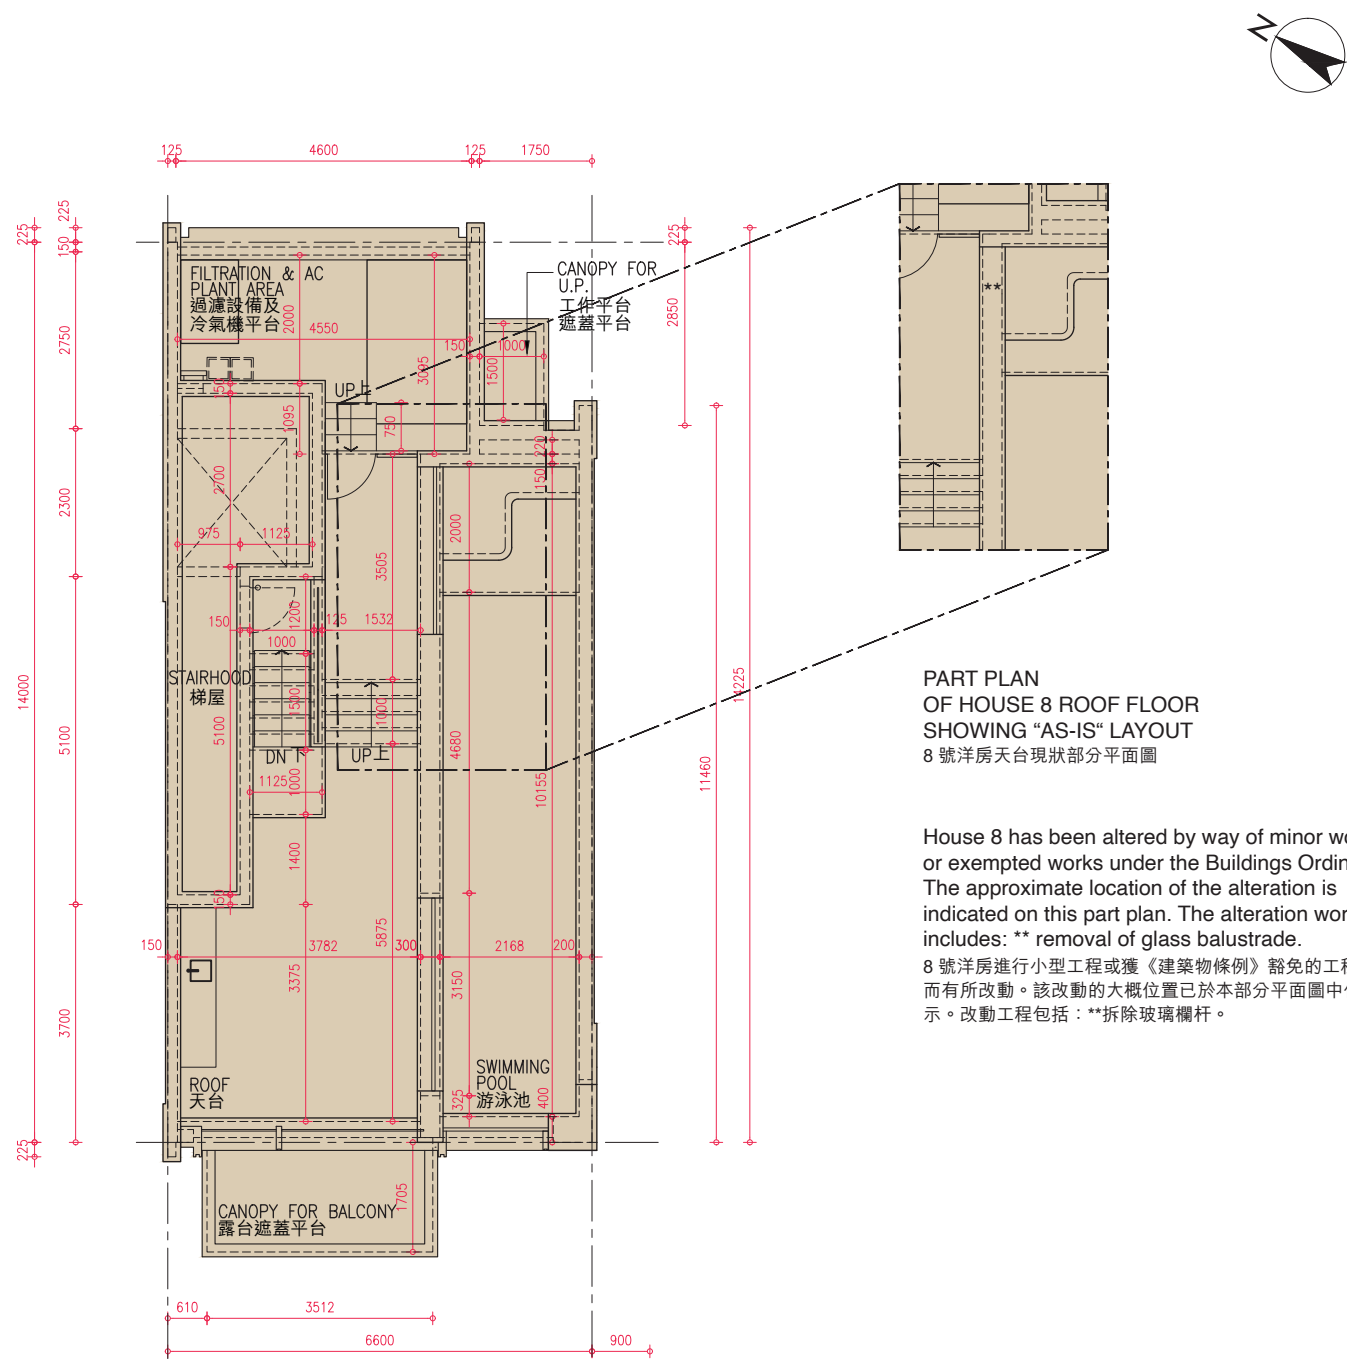 N
125
4600
125
1750
225
225
150
225
2750
2850
FILTRATION & AC
PLANT AREA
過濾設備及
冷氣機平台
2000
4550
3095
CANOPY FOR
U.P.
工作平台
遮蓋平台
150
1000
1500
**
150
UP上
1095
750
220
150
2700
2300
975
1125
2000
3505
1200
150
125
1532
1000
STAIRHOOD
梯屋
1500
1000
14000
5100
5100
4680
14225
11460
10155
DN下
UP上
1125
1000
1400
50
150
3782
5875
300
2168
200
3375
3150
3700
ROOF
天台
SWIMMING
POOL
游泳池
325
400
225
1705
CANOPY FOR BALCONY
露台遮蓋平台
610
3512
6600
900
PART PLAN
OF HOUSE 8 ROOF FLOOR
SHOWING “AS-IS“ LAYOUT
8 號洋房天台現狀部分平面圖
House 8 has been altered by way of minor wo
or exempted works under the Buildings Ordin
The approximate location of the alteration is
indicated on this part plan. The alteration wor
includes: ** removal of glass balustrade.
8 號洋房進行小型工程或獲《建築物條例》豁免的工程
而有所改動。該改動的大概位置已於本部分平面圖中
示。改動工程包括：**拆除玻璃欄杆。